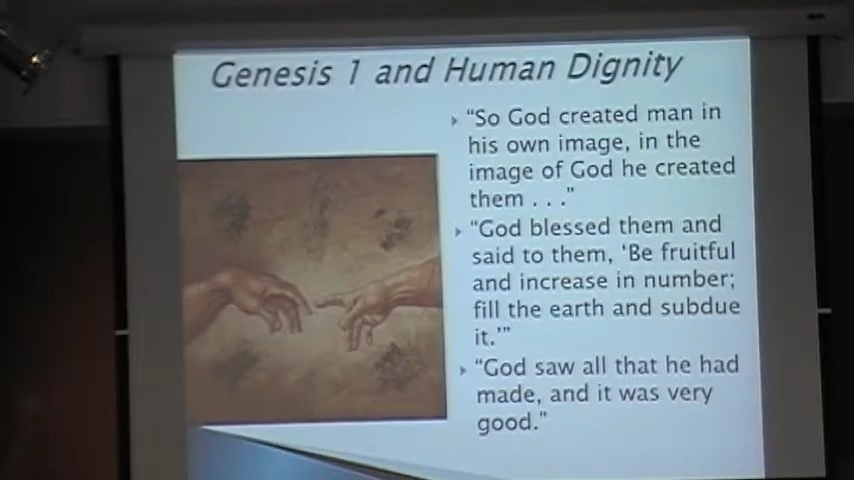 Genesis 1 and Human Dignity
“So God created man in
his own image, in the
image of God he created
them . . .”
“God blessed them and
said to them, ‘Be fruitful
and increase in number;
fill the earth and subdue
it.’”
“God saw all that he had
made, and it was very
good.”